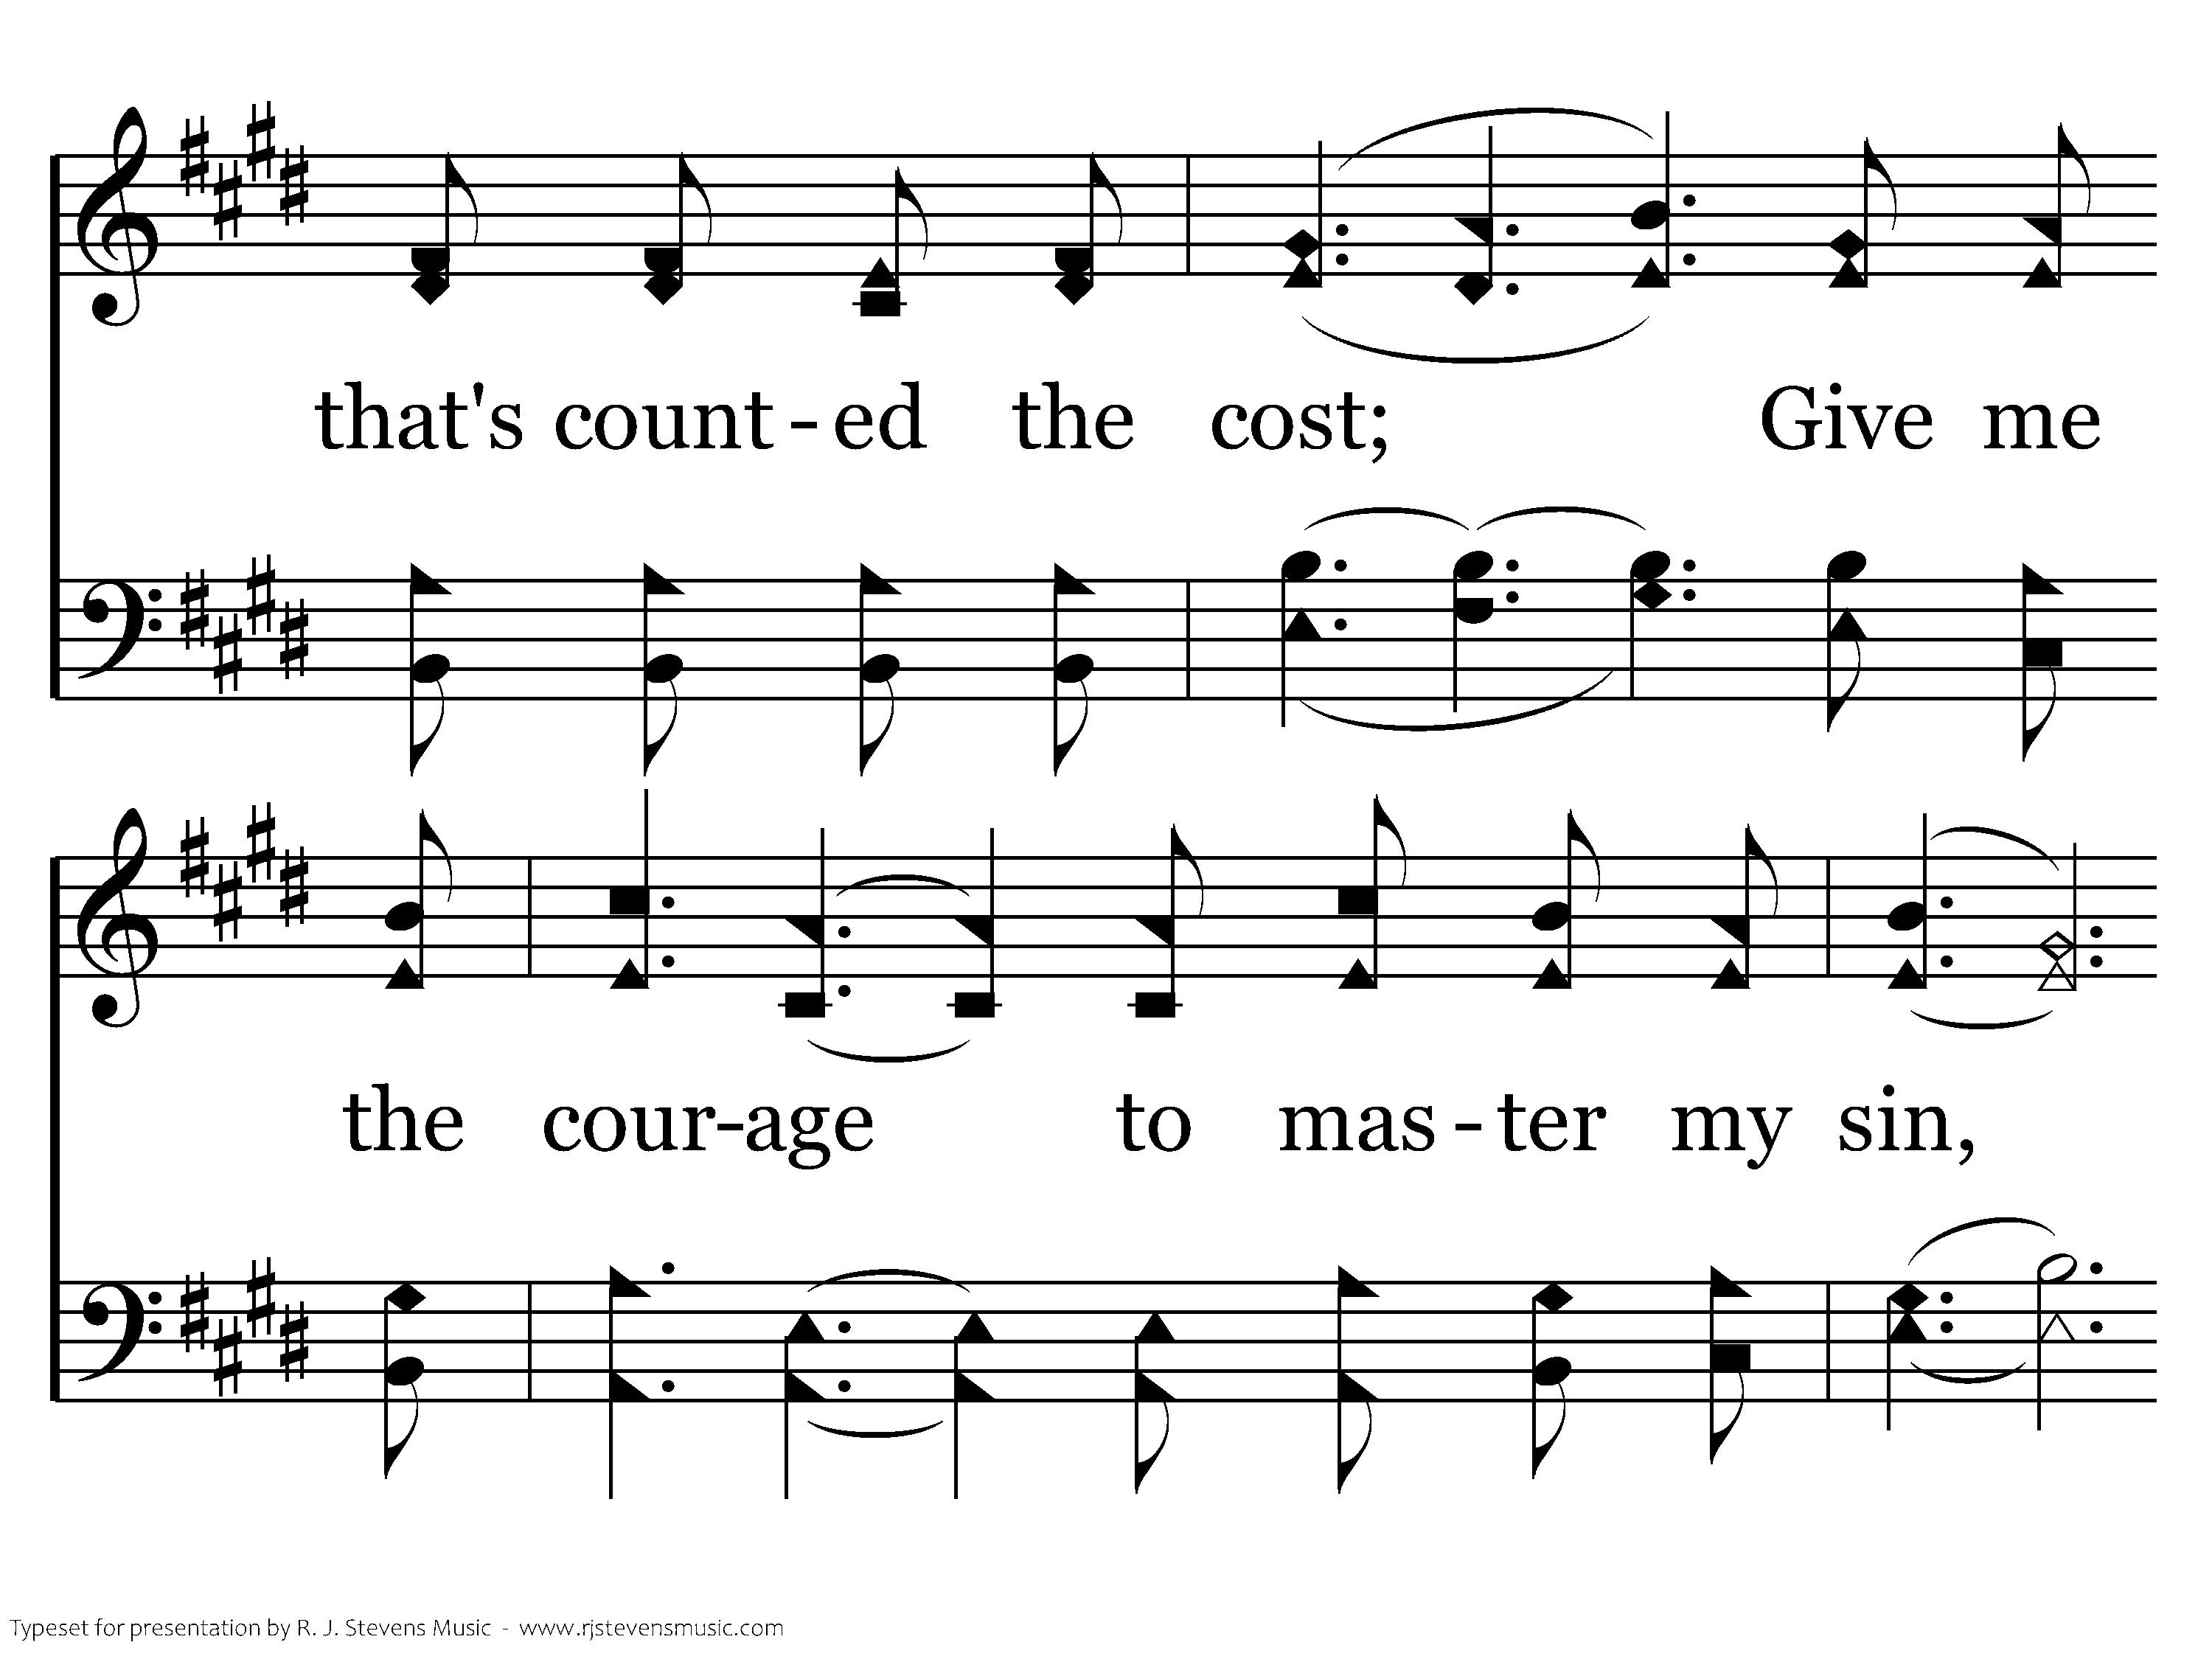 that's count - ed the cost; Give me
the cour-age to mas - ter my sin,
Typeset for presentation by R. J. Stevens Music - www.rjstevensmusic.com